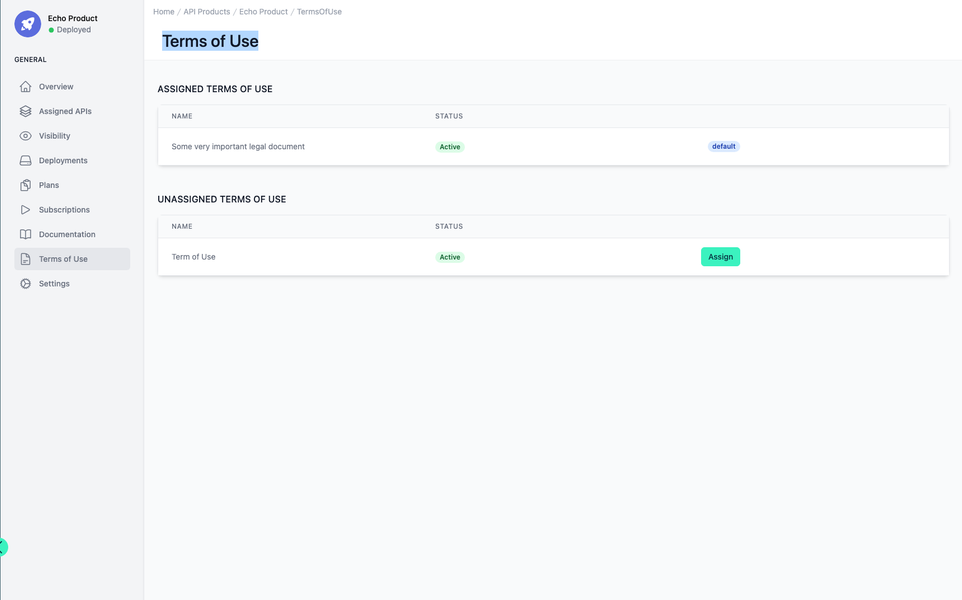 Echo Product
Deployed
GENERAL
Overview
Assigned APIs
Visibility
Deployments
Plans
Subscriptions
Documentation
Terms of Use
Settings
Home / API Products / Echo Product / TermsOfUse
Terms of Use
ASSIGNED TERMS OF USE
NAME STATUS
Some very important legal document Active default
UNASSIGNED TERMS OF USE
NAME STATUS
Term of Use Active Assign